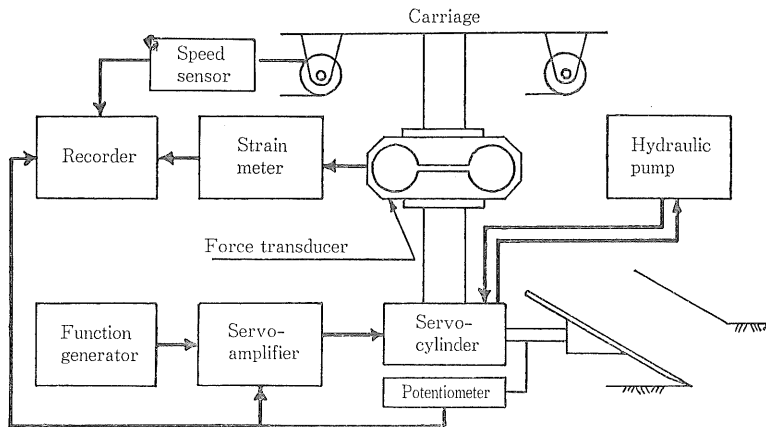 Carriage
Speed
sensor
Recorder
Strain
meter
Hydraulic
pump
Force transducer
Function
generator
Servo-
amplifier
Servo-
cylinder
Potentiometer